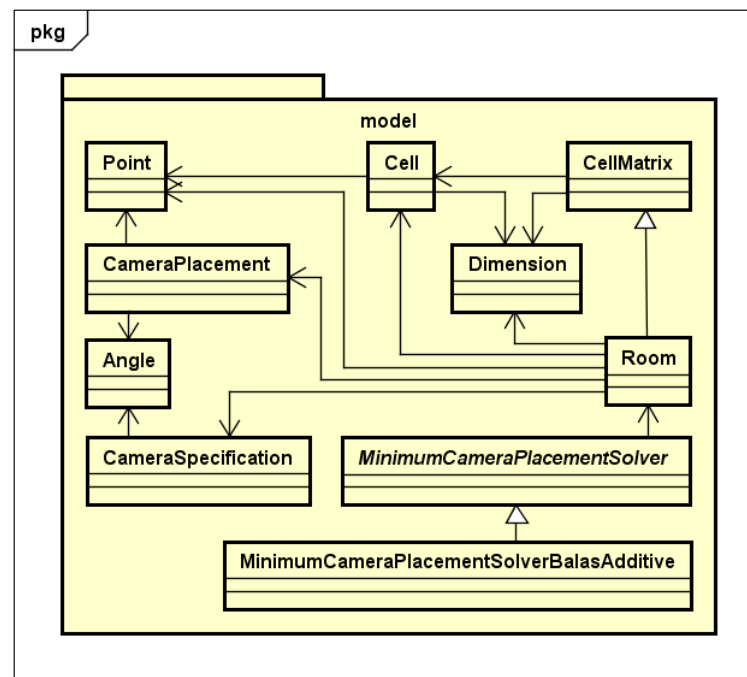 pkg
model
Point
Cell
CellMatrix
CameraPlacement
Dimension
Angle
Room
CameraSpecification
MinimumCameraPlacementSolver
MinimumCameraPlacementSolverBalasAdditive